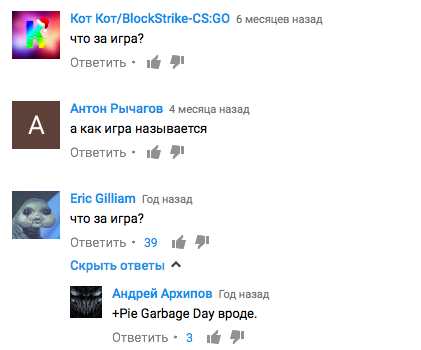 Кот Кот/BlockStrike-CS:GO 6 месяцев назад
что за игра?
Ответить •
А
Антон Рычагов 4 месяца назад
а как игра называется
Ответить •
Eric Gilliam Год назад
что за игра?
Ответить • 39
Скрыть ответы
Андрей Архипов Год назад
+Pie Garbage Day вроде.
Ответить • 3